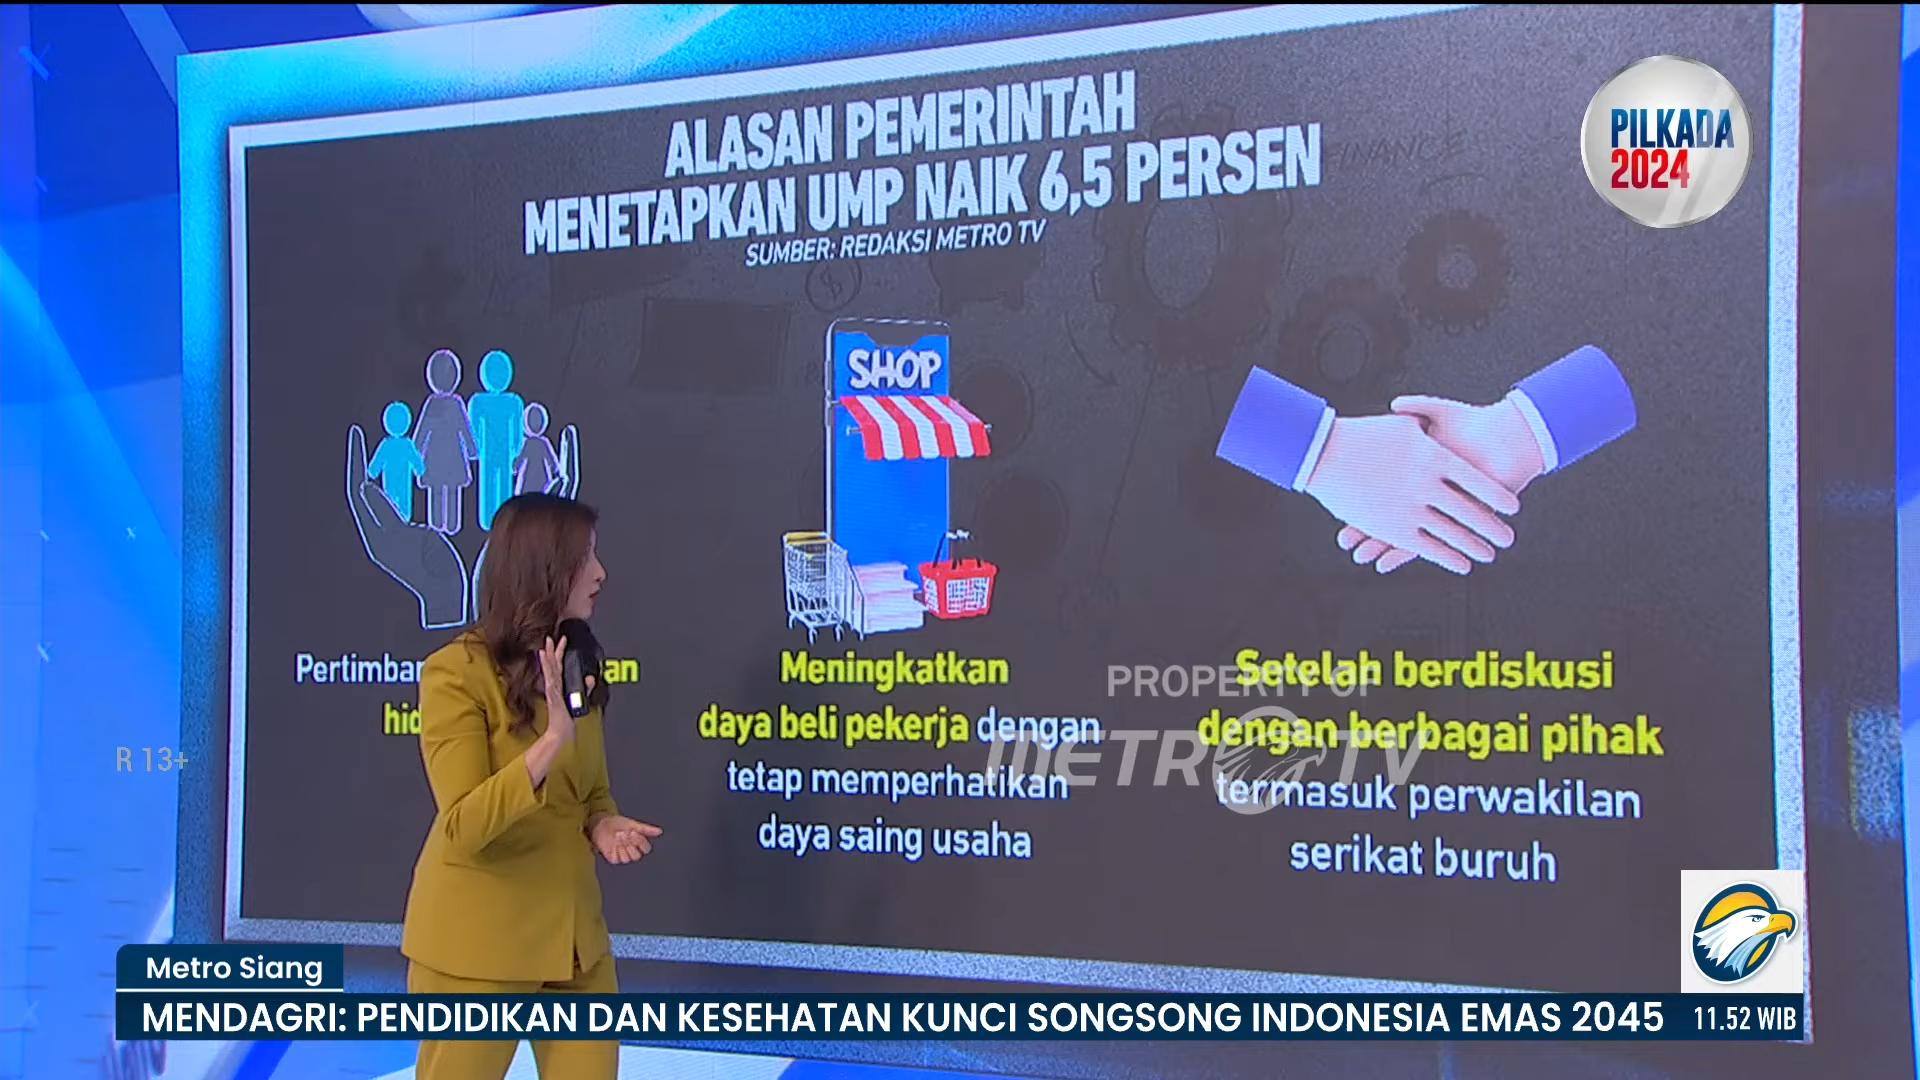 ALASAN PEMERINTAH
MENETAPKAN UMP NAIK 6,5 PERSEN
SUMBER: REDAKSI METRO TV
FINANCE
PILKADA
2024
SHOP
Meningkatkan
daya beli pekerja dengan
tetap memperhatikan
daya saing usaha
Setelah berdiskusi
dengan berbagai pihak
termasuk perwakilan
serikat buruh
PROPERTY OF
METRO TV
R 13+
Metro Siang
MENDAGRI: PENDIDIKAN DAN KESEHATAN KUNCI SONGSONG INDONESIA EMAS 2045
11.52 WIB